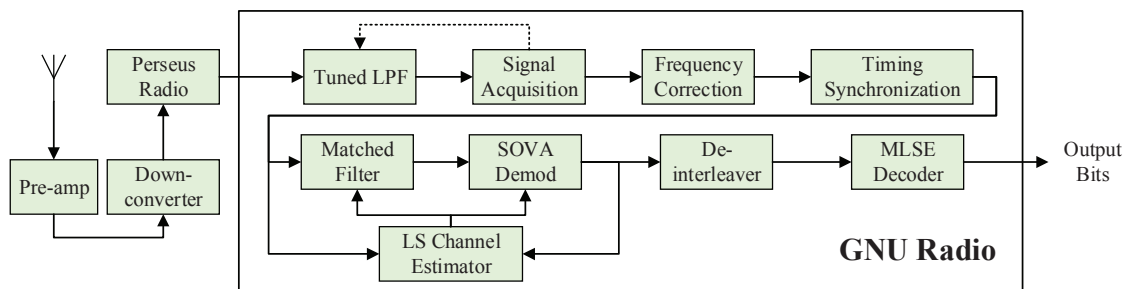 Perseus
Radio
Tuned LPF
Signal
Acquisition
Frequency
Correction
Timing
Synchronization
Pre-amp
Down-
converter
Matched
Filter
SOVA
Demod
De-
interleaver
MLSE
Decoder
Output
Bits
LS Channel
Estimator
GNU Radio